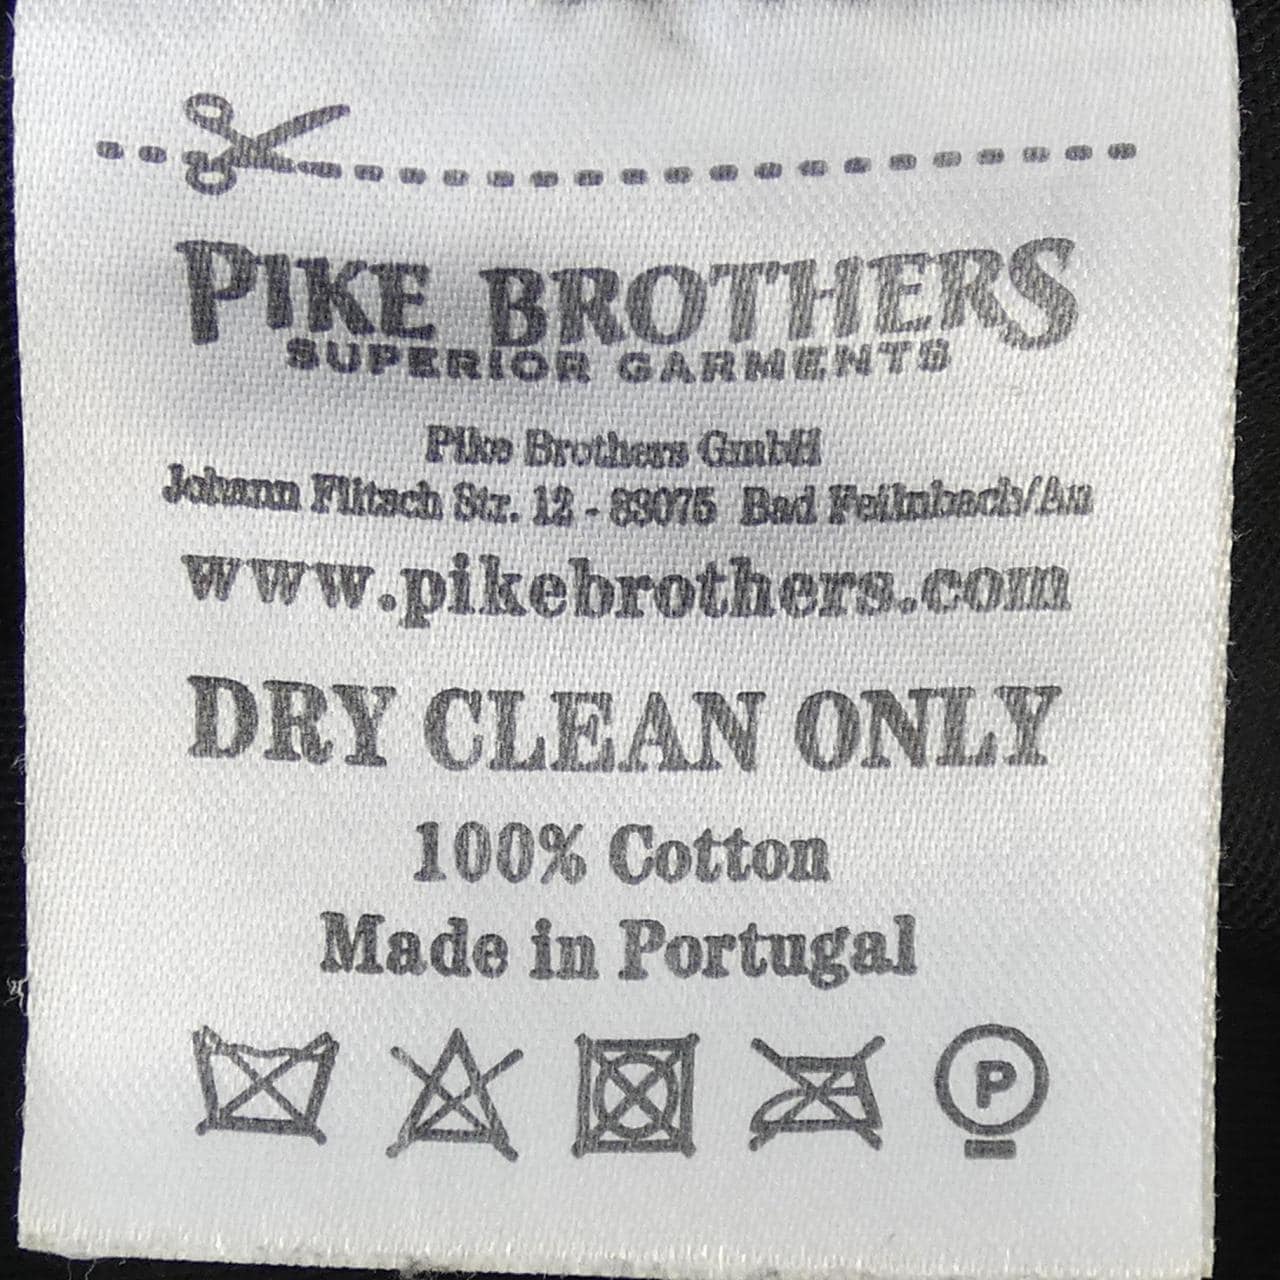 PIKE BROTHERS
SUPERIOR GARMENTS
Pike Brothers GmbH
Johann Flitsch Str. 12 - 83075 Bad Feilnbach/Au
www.pikebrothers.com
DRY CLEAN ONLY
100% Cotton
Made in Portugal
P